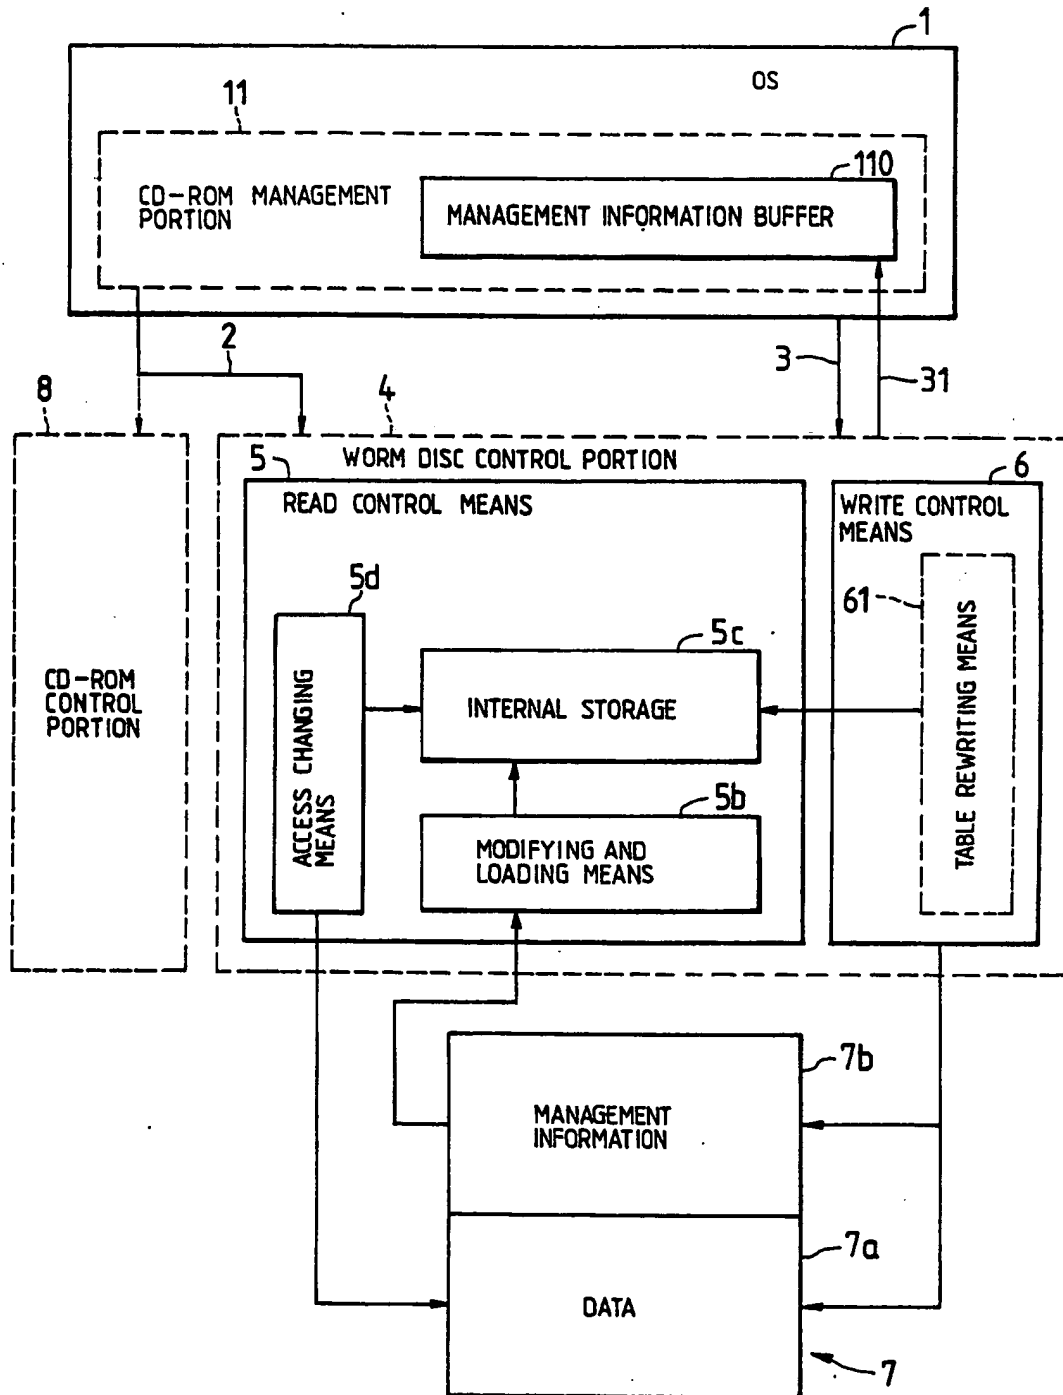 1
OS
11
110
CD-ROM MANAGEMENT
PORTION
MANAGEMENT INFORMATION BUFFER
2
3
31
8
4
WORM DISC CONTROL PORTION
5
6
READ CONTROL MEANS
WRITE CONTROL
MEANS
5d
61
5c
CD-ROM
CONTROL
PORTION
ACCESS CHANGING
MEANS
INTERNAL STORAGE
TABLE REWRITING MEANS
5b
MODIFYING AND
LOADING MEANS
7b
MANAGEMENT
INFORMATION
7a
DATA
7